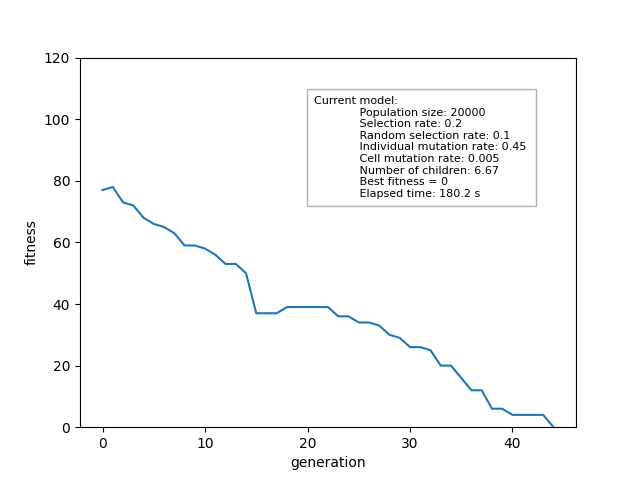 120
100
80
60
40
20
0
fitness
Current model:
Population size: 20000
Selection rate: 0.2
Random selection rate: 0.1
Individual mutation rate: 0.45
Cell mutation rate: 0.005
Number of children: 6.67
Best fitness = 0
Elapsed time: 180.2 s
0 10 20 30 40
generation